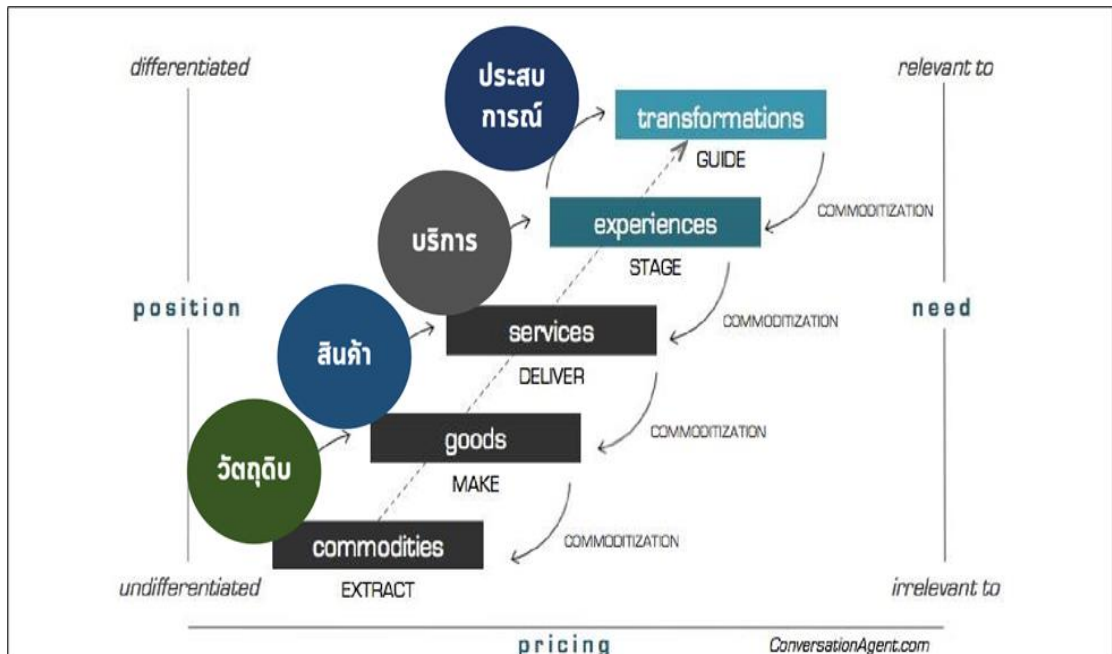 differentiated
ประสบ
การณ์
relevant to
transformations
GUIDE
COMMODITIZATION
บริการ
experiences
STAGE
position
COMMODITIZATION
need
สินค้า
services
DELIVER
COMMODITIZATION
วัตถุดิบ
goods
MAKE
COMMODITIZATION
commodities
EXTRACT
undifferentiated
irrelevant to
pricing
ConversationAgent.com